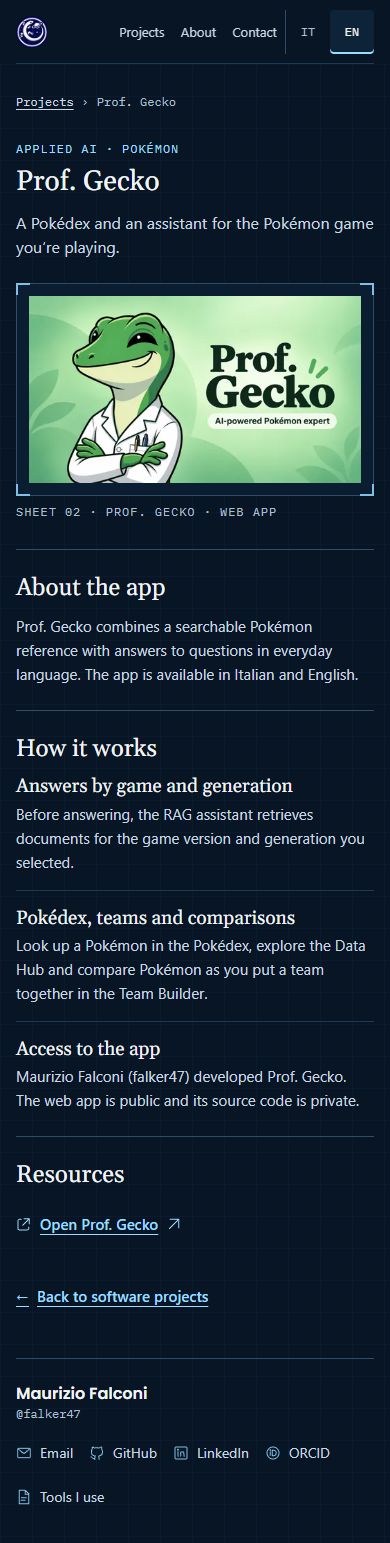 Projects About Contact IT EN
Projects › Prof. Gecko
APPLIED AI · POKÉMON
Prof. Gecko
A Pokédex and an assistant for the Pokémon game
you're playing.
Prof.
Gecko
AI-powered Pokémon expert
SHEET 02 · PROF. GECKO · WEB APP
About the app
Prof. Gecko combines a searchable Pokémon
reference with answers to questions in everyday
language. The app is available in Italian and English.
How it works
Answers by game and generation
Before answering, the RAG assistant retrieves
documents for the game version and generation you
selected.
Pokédex, teams and comparisons
Look up a Pokémon in the Pokédex, explore the Data
Hub and compare Pokémon as you put a team
together in the Team Builder.
Access to the app
Maurizio Falconi (falker47) developed Prof. Gecko.
The web app is public and its source code is private.
Resources
Open Prof. Gecko ↗
← Back to software projects
Maurizio Falconi
@falker47
Email GitHub LinkedIn ORCID
Tools I use